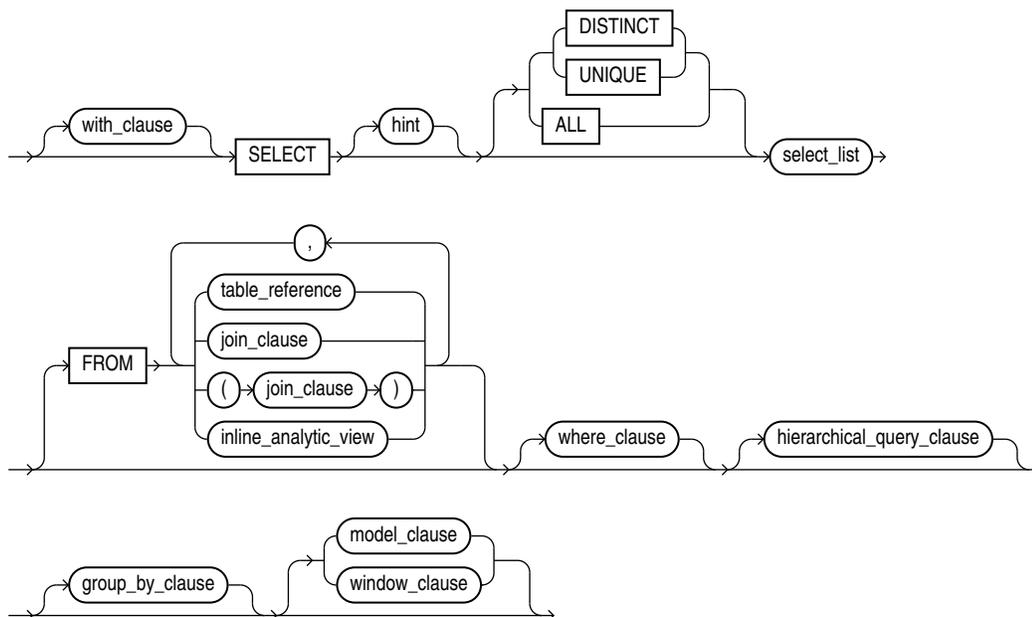 DISTINCT
UNIQUE
ALL
with_clause
SELECT
hint
select_list
,
table_reference
join_clause
( join_clause )
inline_analytic_view
FROM
where_clause
hierarchical_query_clause
model_clause
window_clause
group_by_clause